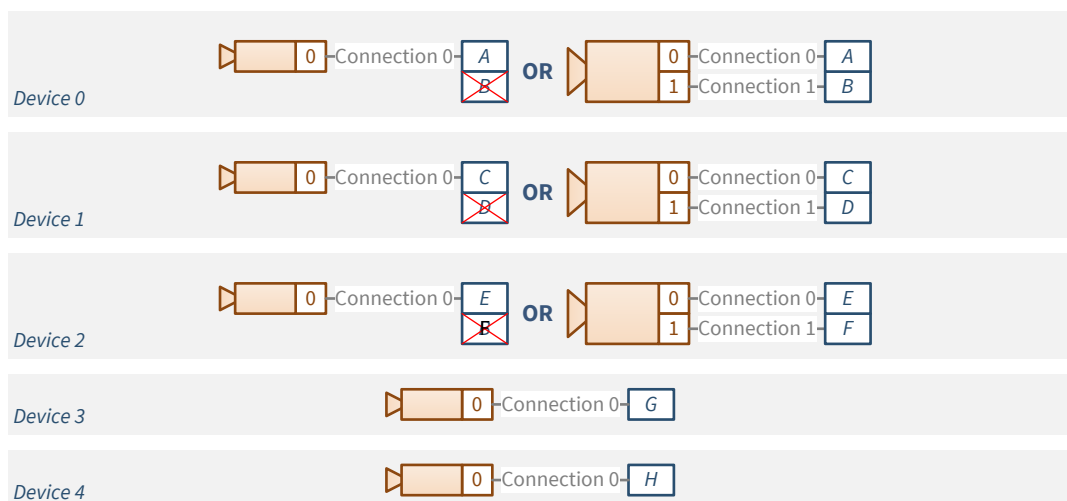 0 Connection 0 A OR 0 Connection 0 A
B 1 Connection 1 B
Device 0
0 Connection 0 C OR 0 Connection 0 C
D 1 Connection 1 D
Device 1
0 Connection 0 E OR 0 Connection 0 E
1 Connection 1 F
Device 2
0 Connection 0 G
Device 3
0 Connection 0 H
Device 4